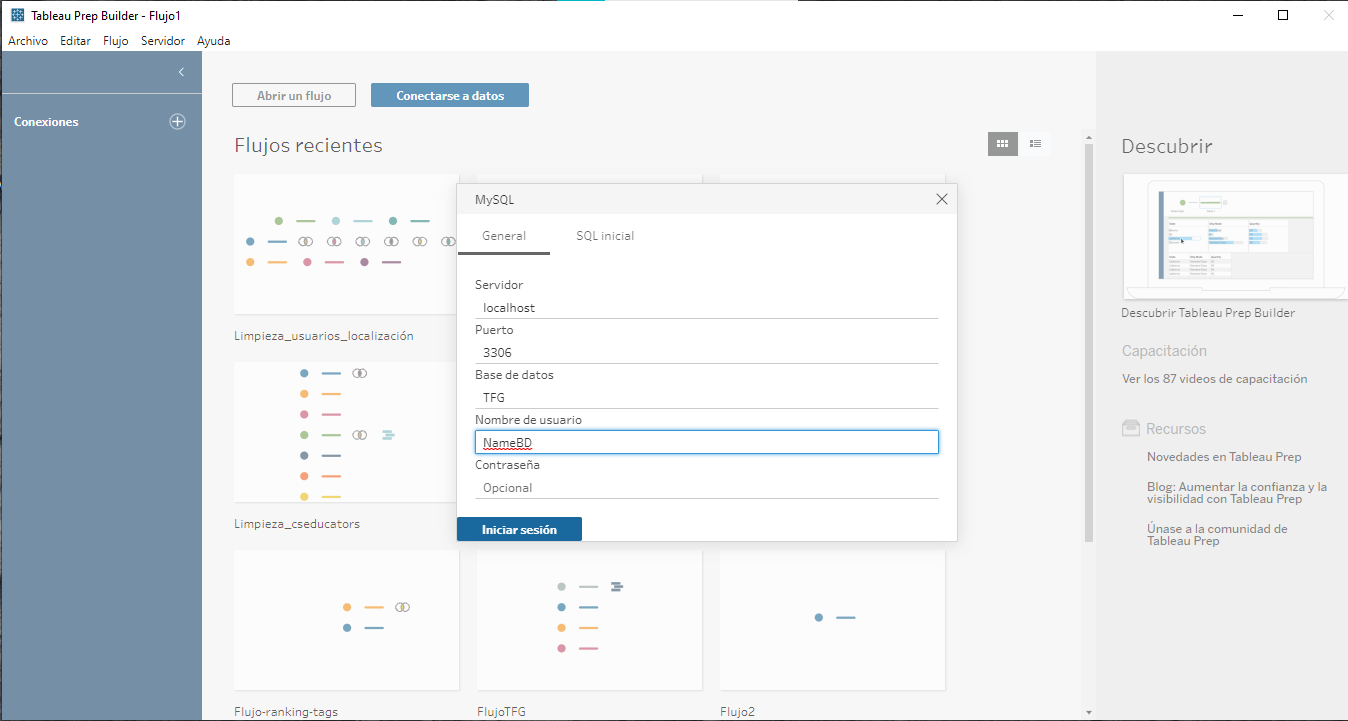 Tableau Prep Builder - Flujo1
Archivo Editar Flujo Servidor Ayuda
Conexiones
Abrir un flujo
Conectarse a datos
Flujos recientes
Limpieza_usuarios_localización
Limpieza_cseducators
Flujo-ranking-tags
FlujoTFG
Flujo2
MySQL
General
SQL inicial
Servidor
localhost
Puerto
3306
Base de datos
TFG
Nombre de usuario
NameBD
Contraseña
Opcional
Iniciar sesión
Descubrir
Descubrir Tableau Prep Builder
Capacitación
Ver los 87 videos de capacitación
Recursos
Novedades en Tableau Prep
Blog: Aumentar la confianza y la
visibilidad con Tableau Prep
Únase a la comunidad de
Tableau Prep